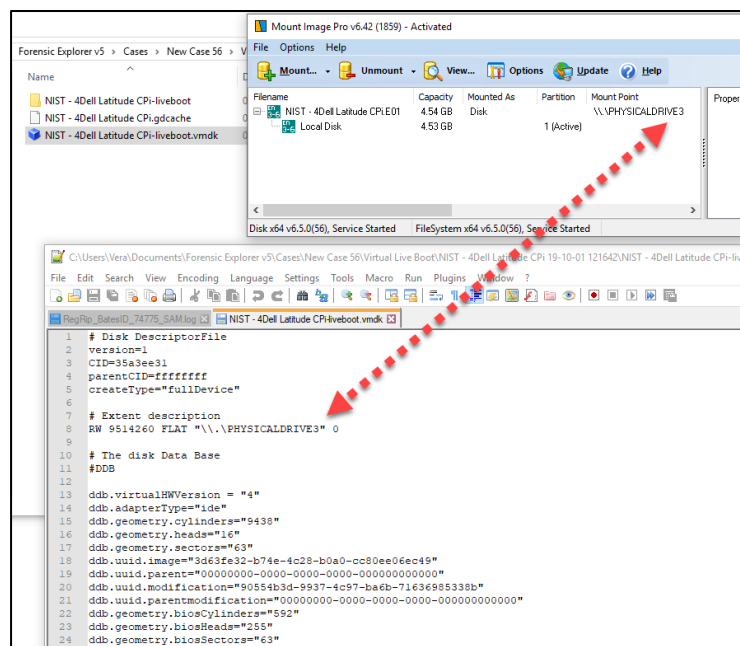 Forensic Explorer v5 > Cases > New Case 56 > V
Name
NIST - 4Dell Latitude CPi-liveboot
NIST - 4Dell Latitude CPi.gdcache
NIST - 4Dell Latitude CPi-liveboot.vmdk
Mount Image Pro v6.42 (1859) - Activated
File Options Help
Mount... Unmount View... Options Update Help
Filename Capacity Mounted As Partition Mount Point
NIST - 4Dell Latitude CPi.E01 4.54 GB Disk \\.\PHYSICALDRIVE3
Local Disk 4.53 GB 1 (Active)
Proper
Disk x64 v6.5.0(56), Service Started FileSystem x64 v6.5.0(56), Service Started
C:\Users\Vera\Documents\Forensic Explorer v5\Cases\New Case 56\Virtual Live Boot\NIST - 4Dell Latitude CPi 19-10-01 121642\NIST - 4Dell Latitude CPi-liv
File Edit Search View Encoding Language Settings Tools Macro Run Plugins Window ?
RegRip_BatesID_74775_SAM.log NIST - 4Dell Latitude CPi-liveboot.vmdk
1 # Disk DescriptorFile
2 version=1
3 CID=35a3ee31
4 parentCID=ffffffff
5 createType="fullDevice"
6
7 # Extent description
8 RW 9514260 FLAT "\\.\PHYSICALDRIVE3" 0
9
10 # The disk Data Base
11 #DDB
12
13 ddb.virtualHWVersion = "4"
14 ddb.adapterType="ide"
15 ddb.geometry.cylinders="9438"
16 ddb.geometry.heads="16"
17 ddb.geometry.sectors="63"
18 ddb.uuid.image="3d63fe32-b74e-4c28-b0a0-cc80ee06ec49"
19 ddb.uuid.parent="00000000-0000-0000-0000-000000000000"
20 ddb.uuid.modification="90554b3d-9937-4c97-ba6b-71636985338b"
21 ddb.uuid.parentmodification="00000000-0000-0000-0000-000000000000"
22 ddb.geometry.biosCylinders="592"
23 ddb.geometry.biosHeads="255"
24 ddb.geometry.biosSectors="63"